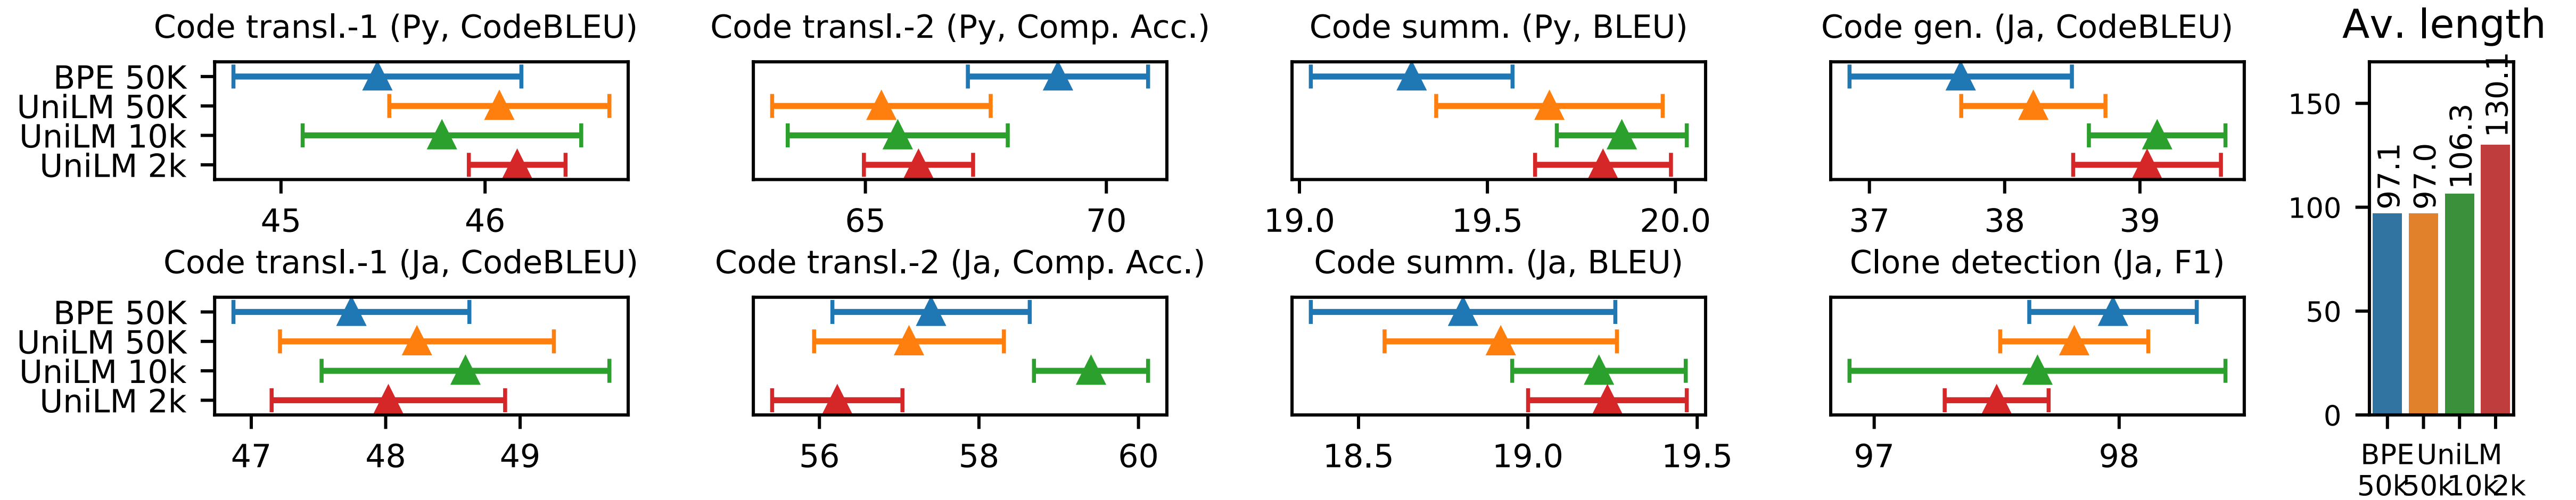 Code transl.-1 (Py, CodeBLEU)
BPE 50K
UniLM 50K
UniLM 10k
UniLM 2k
45 46
Code transl.-2 (Py, Comp. Acc.)
65 70
Code summ. (Py, BLEU)
19.0 19.5 20.0
Code gen. (Ja, CodeBLEU)
37 38 39
Code transl.-1 (Ja, CodeBLEU)
BPE 50K
UniLM 50K
UniLM 10k
UniLM 2k
47 48 49
Code transl.-2 (Ja, Comp. Acc.)
56 58 60
Code summ. (Ja, BLEU)
18.5 19.0 19.5
Clone detection (Ja, F1)
97 98
Av. length
150
100
50
0
97.1
97.0
106.3
130.1
BPE UniLM
50K 50k 10k 2k